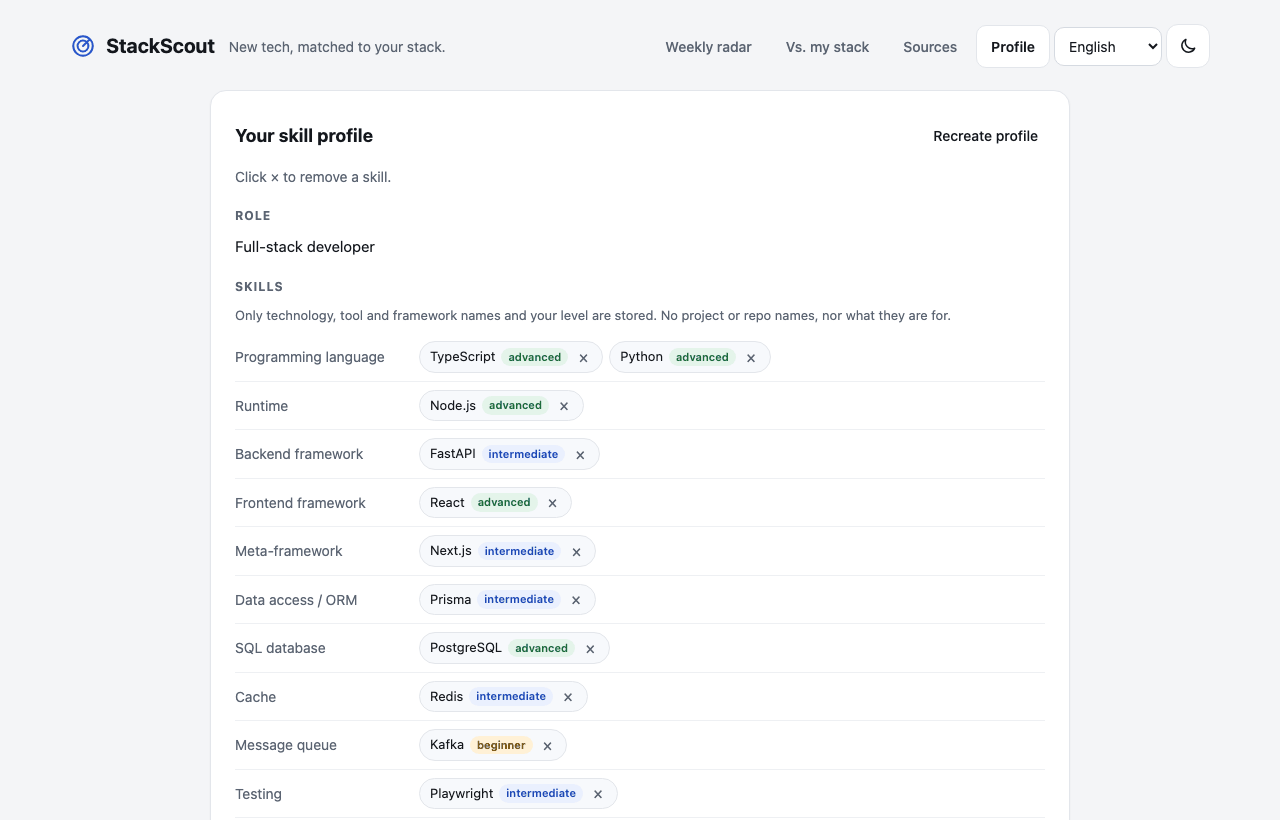 StackScout New tech, matched to your stack. Weekly radar Vs. my stack Sources Profile English
Your skill profile Recreate profile
Click × to remove a skill.
ROLE
Full-stack developer
SKILLS
Only technology, tool and framework names and your level are stored. No project or repo names, nor what they are for.
Programming language TypeScript advanced × Python advanced ×
Runtime Node.js advanced ×
Backend framework FastAPI intermediate ×
Frontend framework React advanced ×
Meta-framework Next.js intermediate ×
Data access / ORM Prisma intermediate ×
SQL database PostgreSQL advanced ×
Cache Redis intermediate ×
Message queue Kafka beginner ×
Testing Playwright intermediate ×